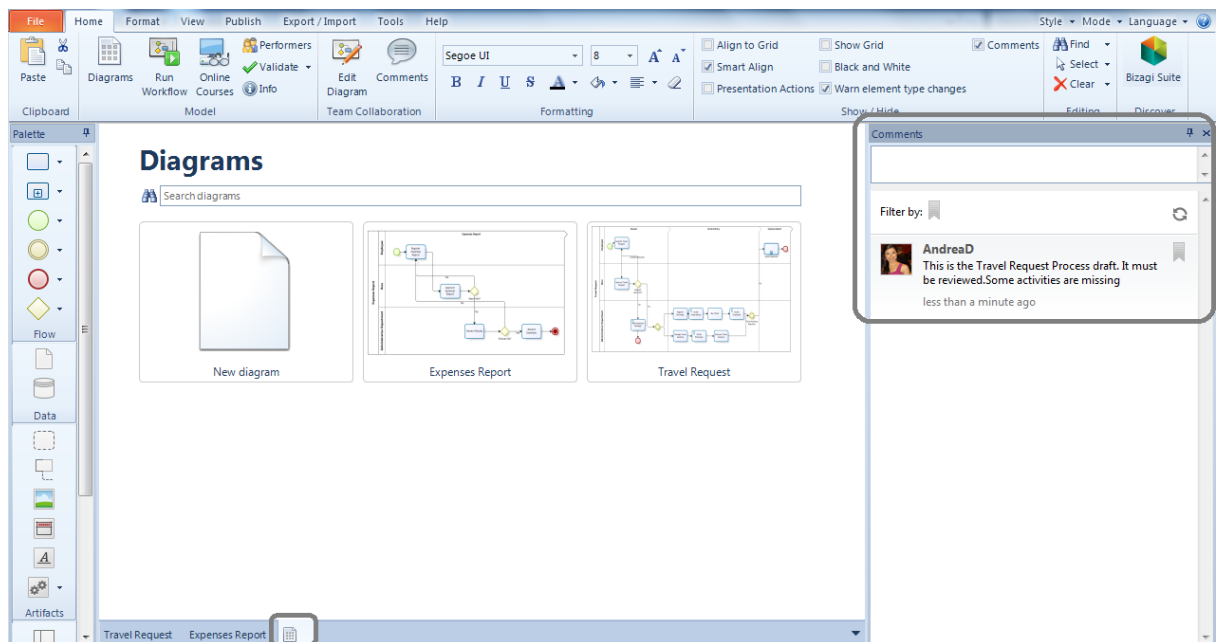 File Home Format View Publish Export / Import Tools Help Style Mode Language
Paste
Clipboard
Diagrams
Run Workflow
Online Courses
Performers
Validate
Info
Model
Edit Diagram
Comments
Team Collaboration
Segoe UI 8
B I U S A
Formatting
Align to Grid
Smart Align
Presentation Actions
Show Grid
Black and White
Warn element type changes
Comments
Show / Hide
Find
Select
Clear
Editing
Bizagi Suite
Discover
Palette
Flow
Data
A
Artifacts
Diagrams
Search diagrams
New diagram
Expenses Report
Travel Request
Comments
Filter by:
AndreaD
This is the Travel Request Process draft. It must
be reviewed.Some activities are missing
less than a minute ago
Travel Request Expenses Report